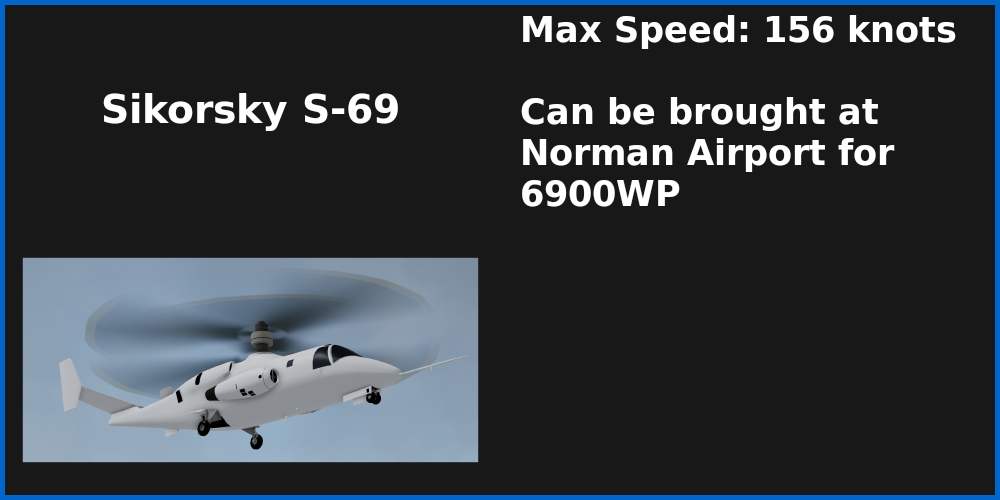 Sikorsky S-69
Max Speed: 156 knots
Can be brought at
Norman Airport for
6900WP